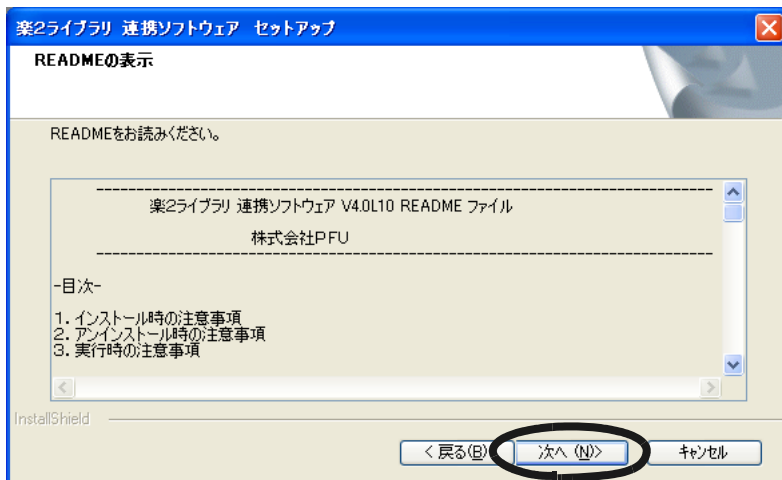 楽2ライブラリ 連携ソフトウェア セットアップ
READMEの表示
READMEをお読みください。
楽2ライブラリ 連携ソフトウェア V4.0L10 README ファイル
株式会社PFU
-目次-
1. インストール時の注意事項
2. アンインストール時の注意事項
3. 実行時の注意事項
InstallShield
< 戻る(B) 次へ (N)> キャンセル